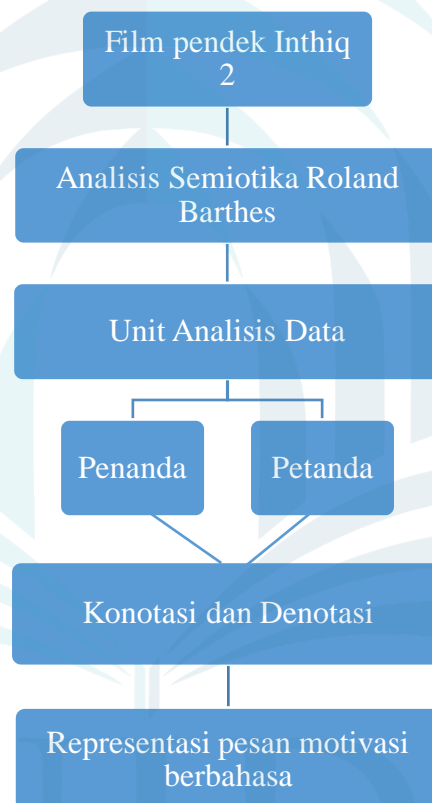 Film pendek Inthiq
2
Analisis Semiotika Roland
Barthes
Unit Analisis Data
Penanda
Petanda
Konotasi dan Denotasi
Representasi pesan motivasi
berbahasa